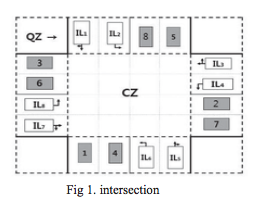 QZ → IL₁ IL₂ 8 5
3 IL₃
6 IL₄
CZ
IL₈ 2
IL₇ 7
1 4 IL₆ IL₅
Fig 1. intersection